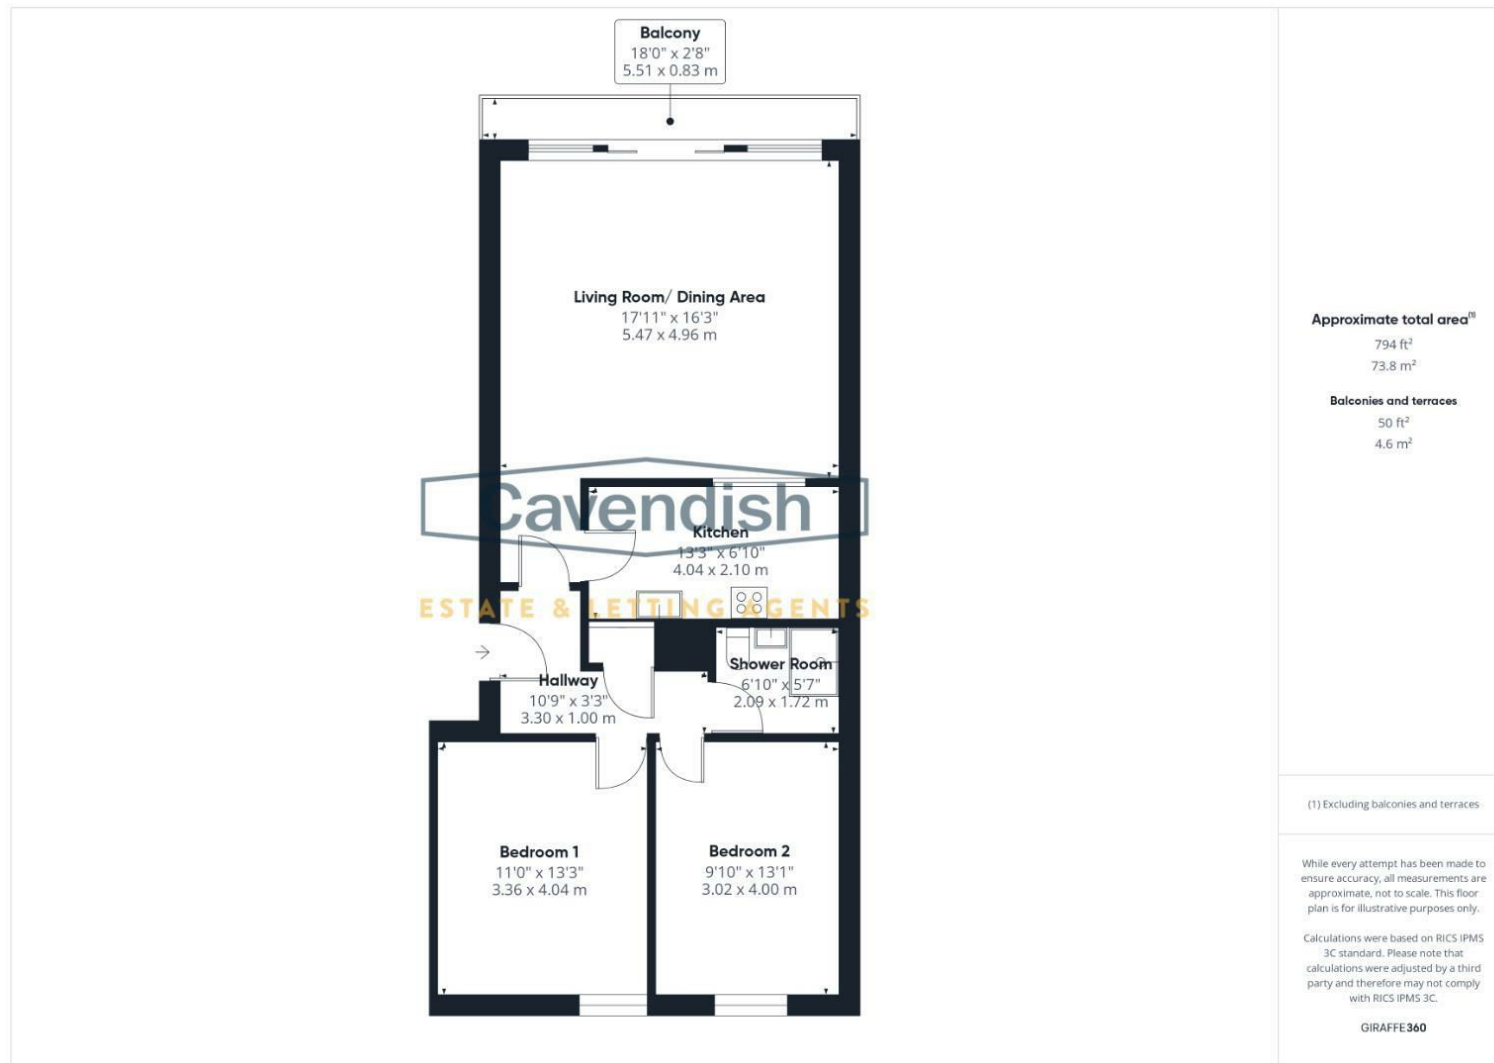 Balcony
18'0" x 2'8"
5.51 x 0.83 m
Living Room/ Dining Area
17'11" x 16'3"
5.47 x 4.96 m
Cavendish
Kitchen
13'3" x 6'10"
4.04 x 2.10 m
ESTATE & LETTING AGENTS
Shower Room
6'10" x 5'7"
2.09 x 1.72 m
Hallway
10'9" x 3'3"
3.30 x 1.00 m
Bedroom 1
11'0" x 13'3"
3.36 x 4.04 m
Bedroom 2
9'10" x 13'1"
3.02 x 4.00 m
Approximate total area(1)
794 ft²
73.8 m²
Balconies and terraces
50 ft²
4.6 m²
(1) Excluding balconies and terraces
While every attempt has been made to
ensure accuracy, all measurements are
approximate, not to scale. This floor
plan is for illustrative purposes only.
Calculations were based on RICS IPMS
3C standard. Please note that
calculations were adjusted by a third
party and therefore may not comply
with RICS IPMS 3C.
GIRAFFE360